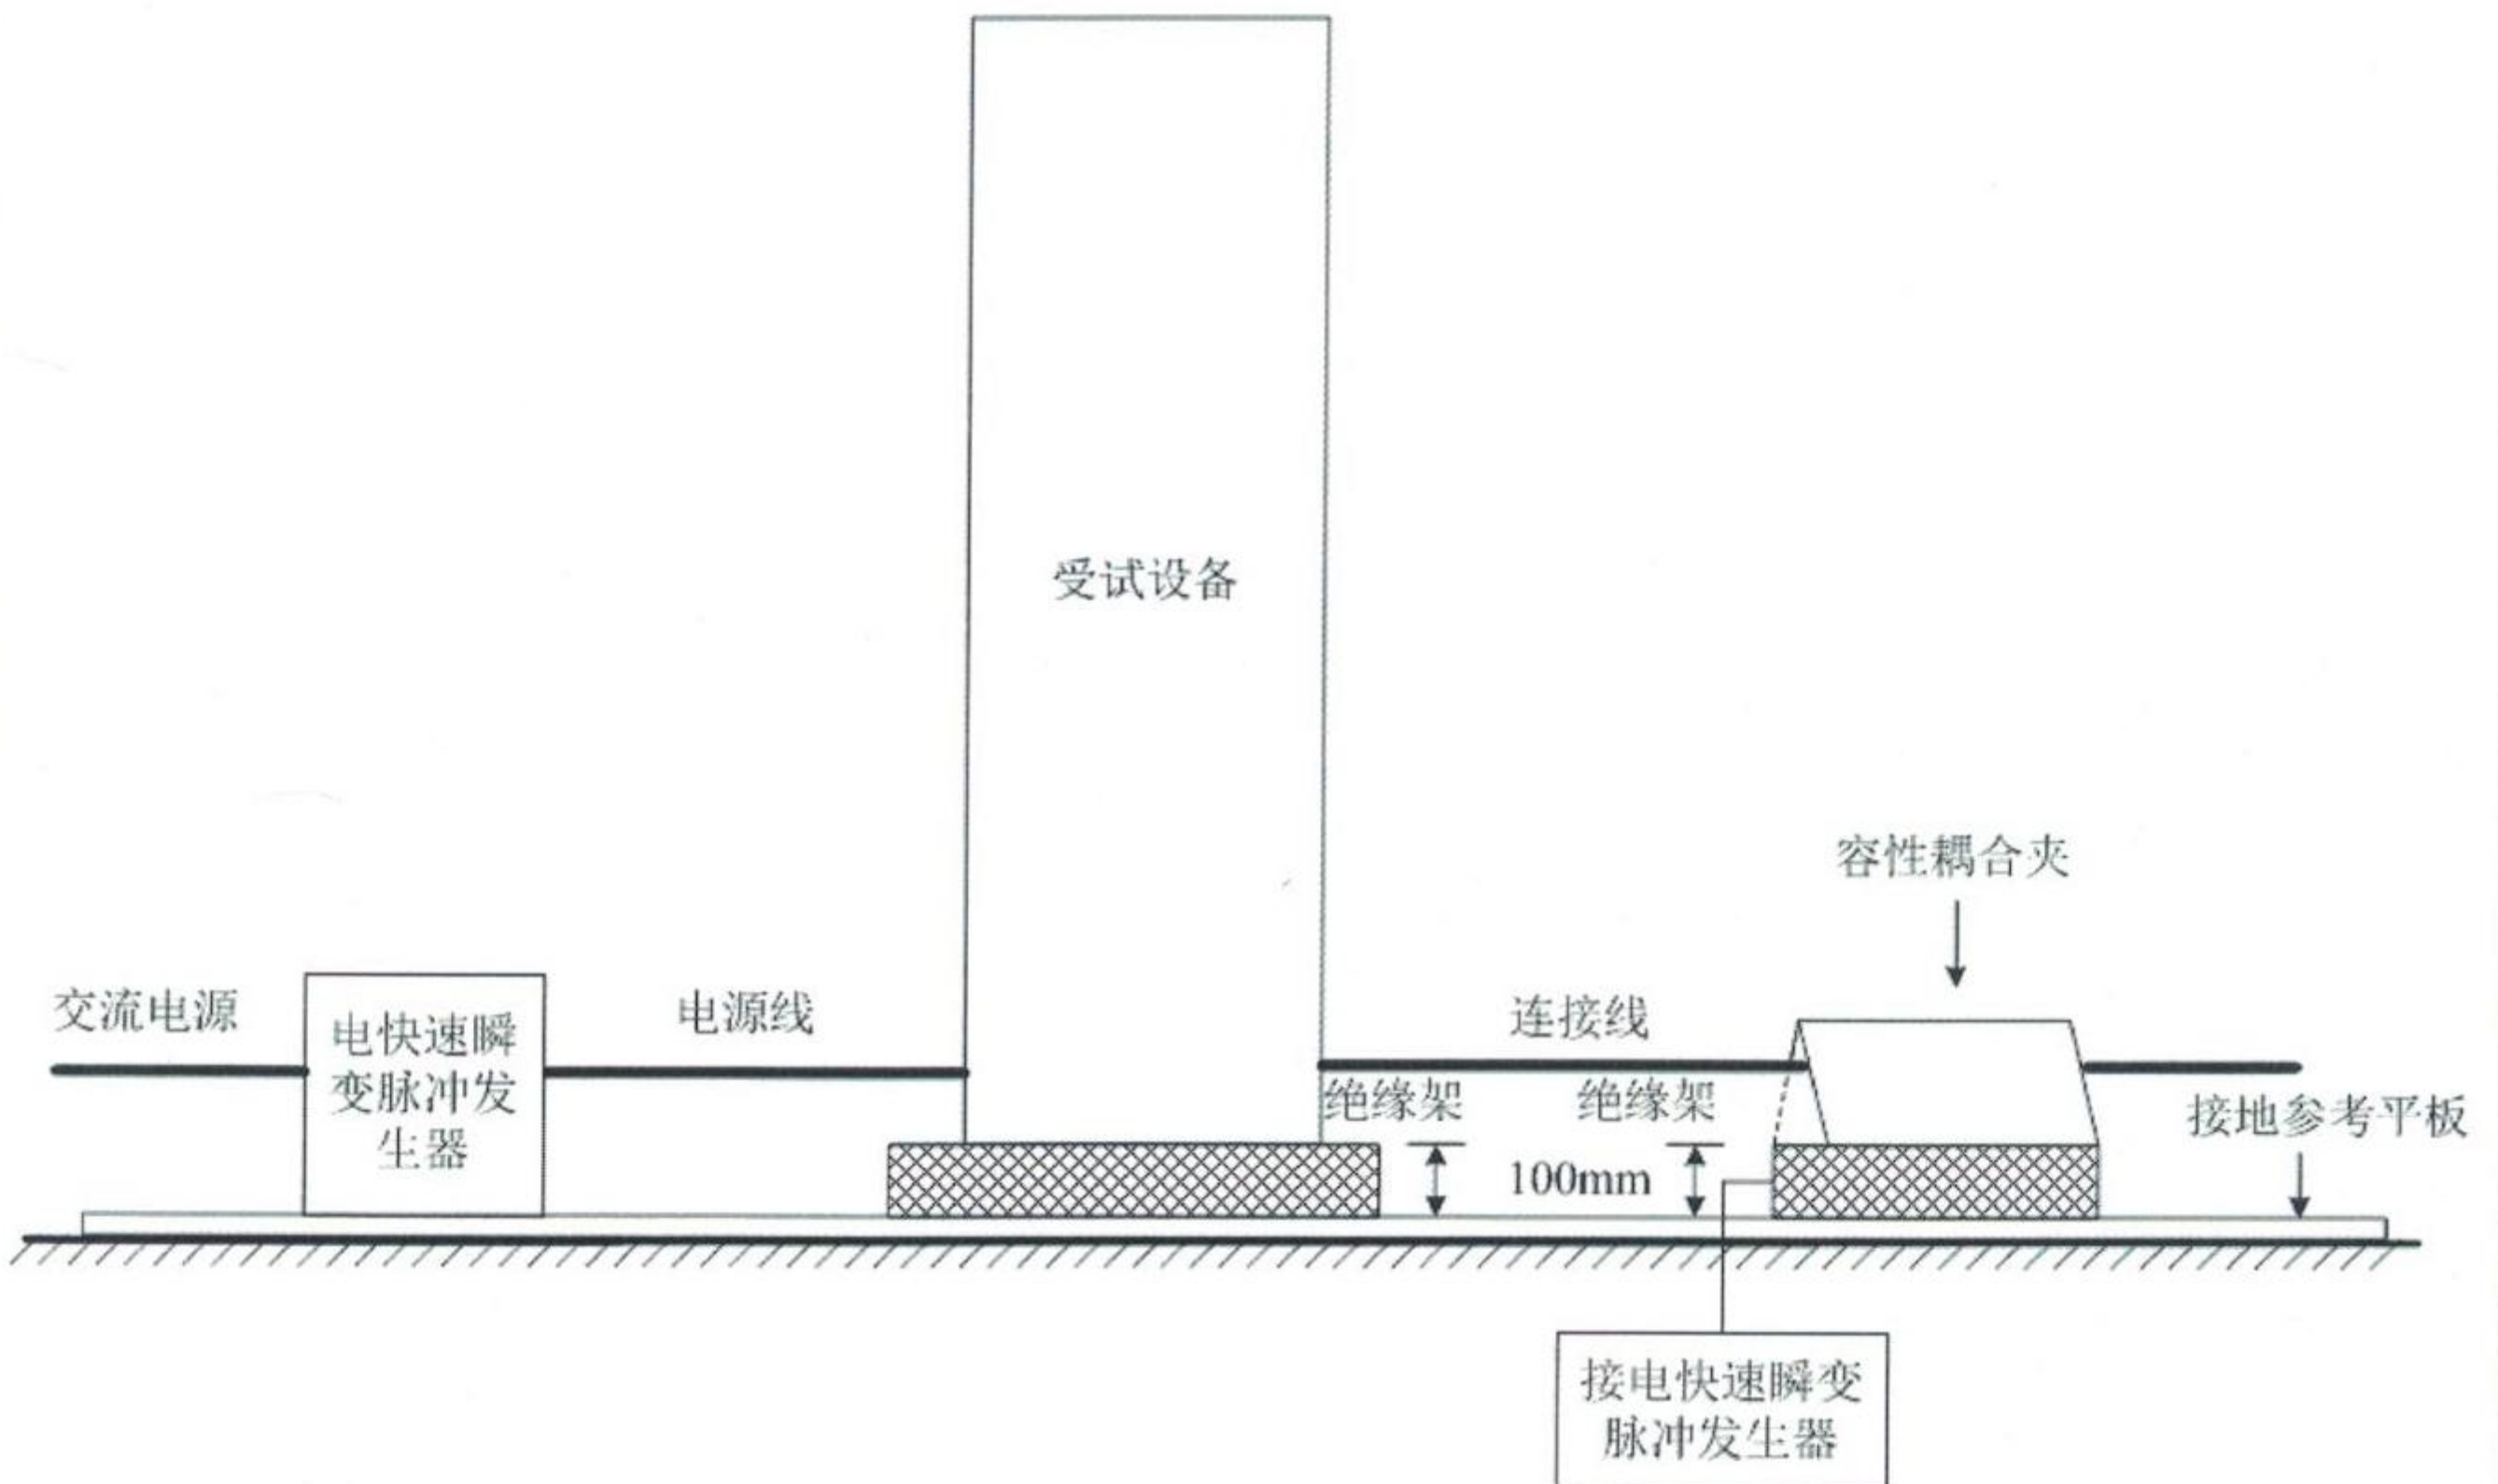 受试设备
容性耦合夹
交流电源
电快速瞬
变脉冲发
生器
电源线
连接线
绝缘架
绝缘架
100mm
接地参考平板
接电快速瞬变
脉冲发生器